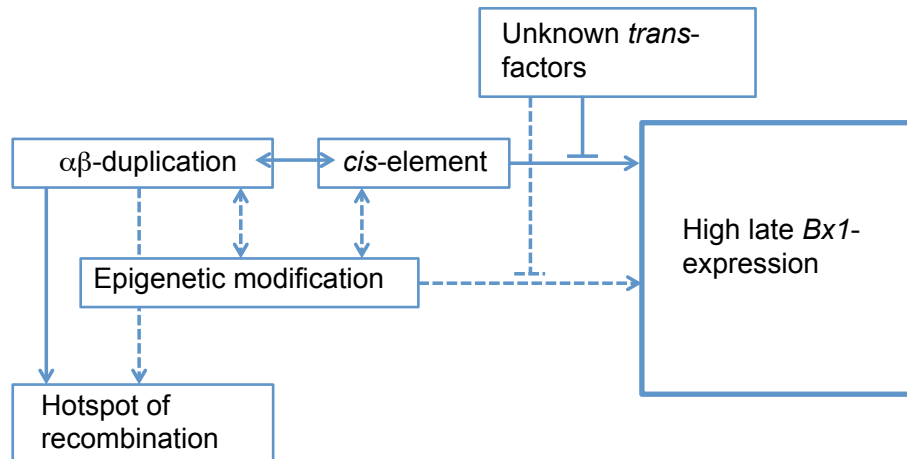 Unknown trans-
factors
αβ-duplication
cis-element
High late Bx1-
expression
Epigenetic modification
Hotspot of
recombination